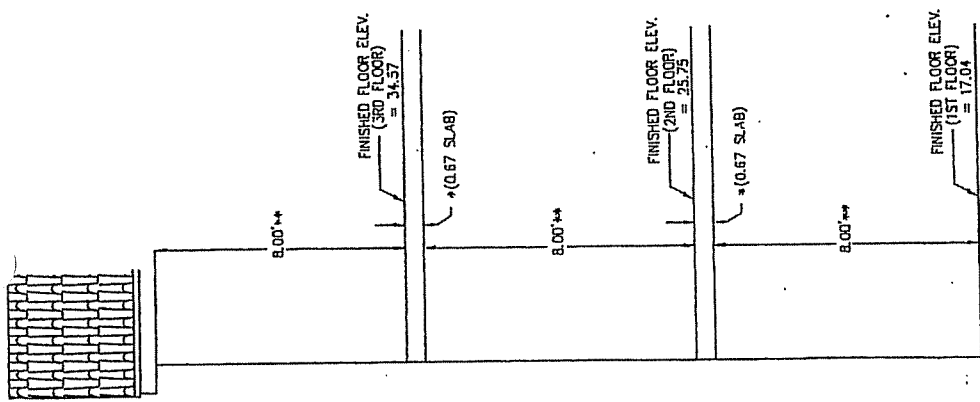 FINISHED FLOOR ELEV.
(3RD FLOOR)
= 34.57
8.00'**
*(0.67 SLAB)
FINISHED FLOOR ELEV.
(2ND FLOOR)
= 25.75
8.00'**
*(0.67 SLAB)
FINISHED FLOOR ELEV.
(1ST FLOOR)
= 17.04
8.00'**